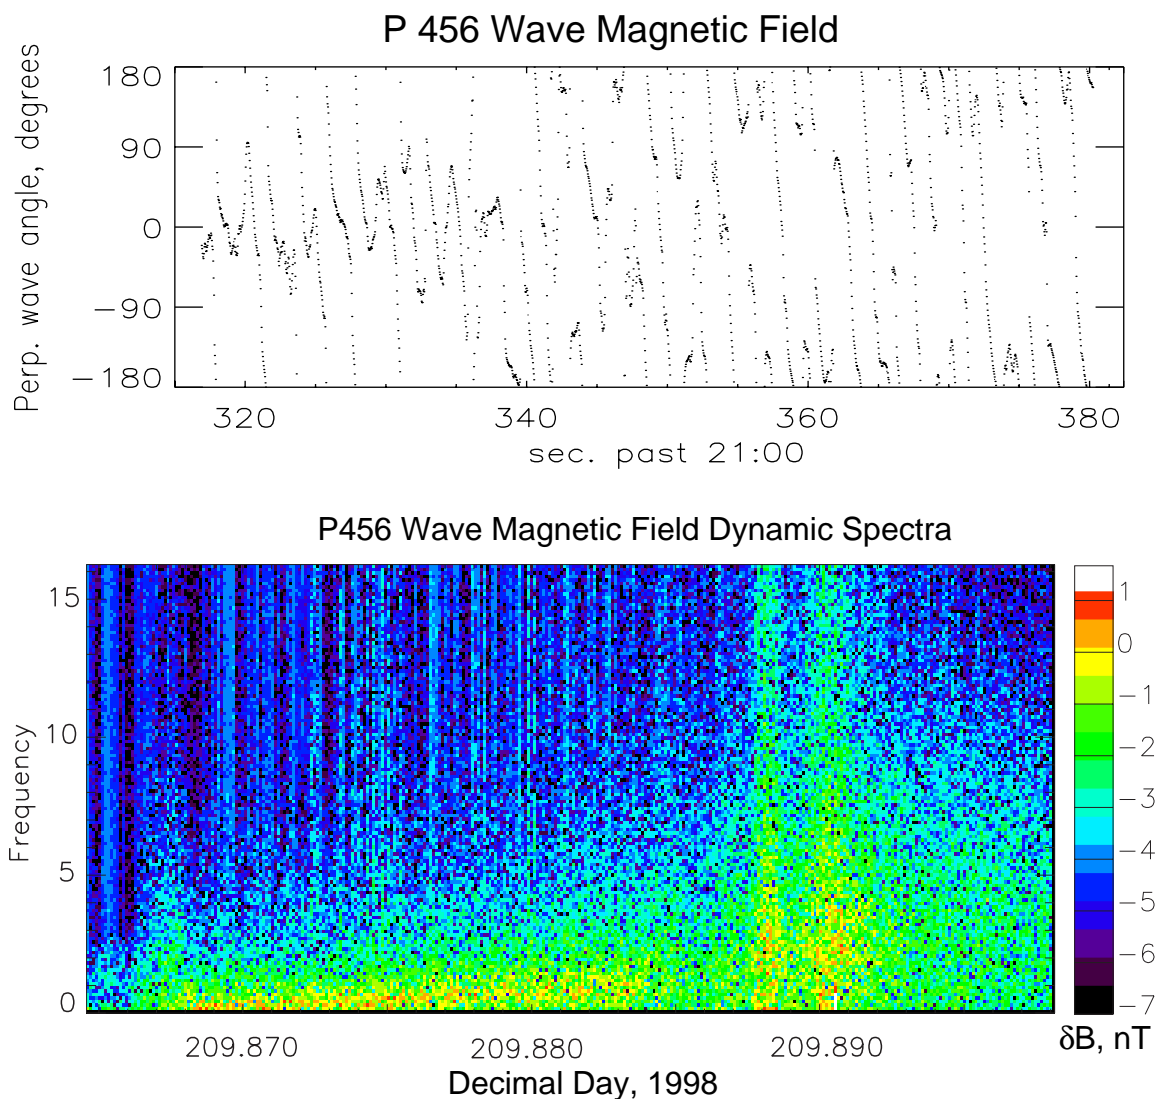 P 456 Wave Magnetic Field
Perp. wave angle, degrees
180
90
0
−90
−180
320 340 360 380
sec. past 21:00
P456 Wave Magnetic Field Dynamic Spectra
Frequency
15
10
5
0
209.870 209.880 209.890
Decimal Day, 1998
1
0
−1
−2
−3
−4
−5
−6
−7
δB, nT